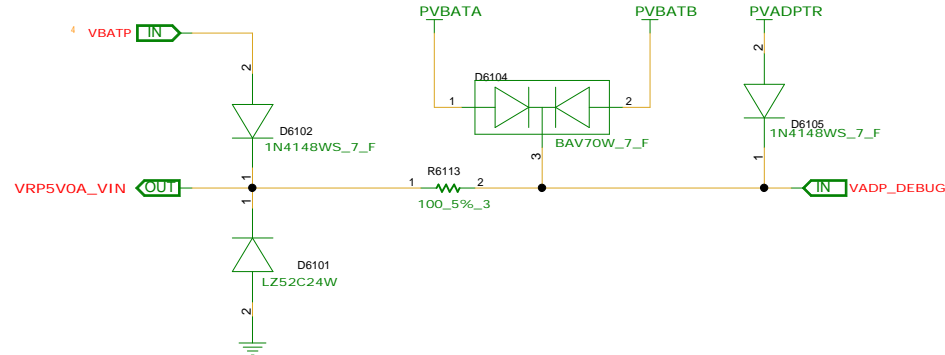 PVBATA
PVBATB
PVADPTR
4
VBATP
IN
2
2
D6104
1
2
D6102
1N4148WS_7_F
D6105
1N4148WS_7_F
BAV70W_7_F
3
1
1
VRP5V0A_VIN
OUT
1
R6113
2
100_5%_3
IN
VADP_DEBUG
1
D6101
LZ52C24W
2